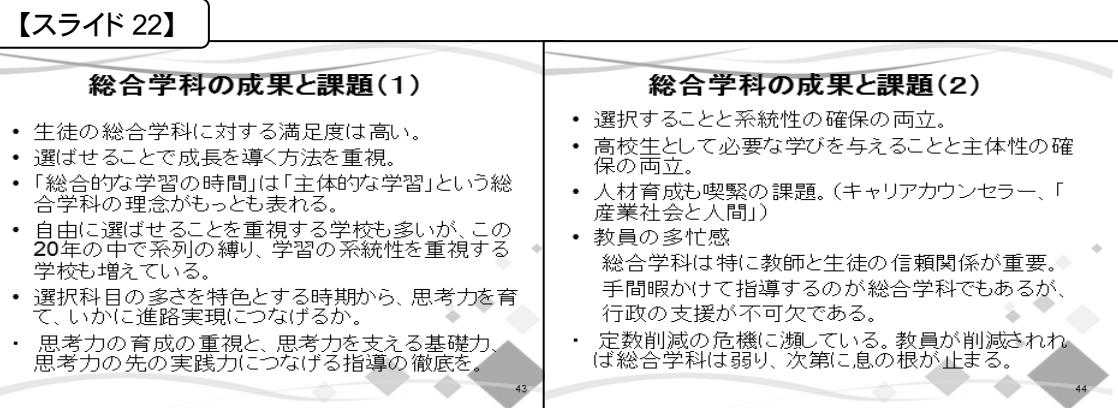 【スライド 22】
総合学科の成果と課題(1)
• 生徒の総合学科に対する満足度は高い。
• 選ばせることで成長を導く方法を重視。
• 「総合的な学習の時間」は「主体的な学習」という総
合学科の理念がもっとも表れる。
• 自由に選ばせることを重視する学校も多いが、この
20年の中で系列の縛り、学習の系統性を重視する
学校も増えている。
• 選択科目の多さを特色とする時期から、思考力を育
て、いかに進路実現につなげるか。
・ 思考力の育成の重視と、思考力を支える基礎力、
思考力の先の実践力につなげる指導の徹底を。
43
総合学科の成果と課題(2)
• 選択することと系統性の確保の両立。
• 高校生として必要な学びを与えることと主体性の確
保の両立。
• 人材育成も喫緊の課題。(キャリアカウンセラー、「
産業社会と人間」)
• 教員の多忙感
総合学科は特に教師と生徒の信頼関係が重要。
手間暇かけて指導するのが総合学科でもあるが、
行政の支援が不可欠である。
・ 定数削減の危機に瀕している。教員が削減されれ
ば総合学科は弱り、次第に息の根が止まる。
44